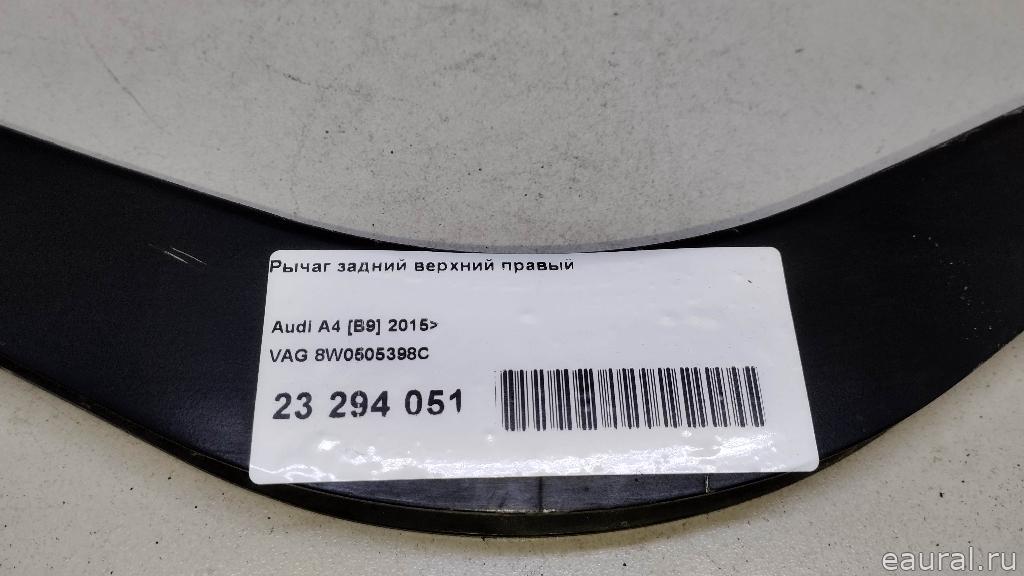 Рычаг задний верхний правый
Audi A4 [B9] 2015>
VAG 8W0505398C
23 294 051
eaural.ru